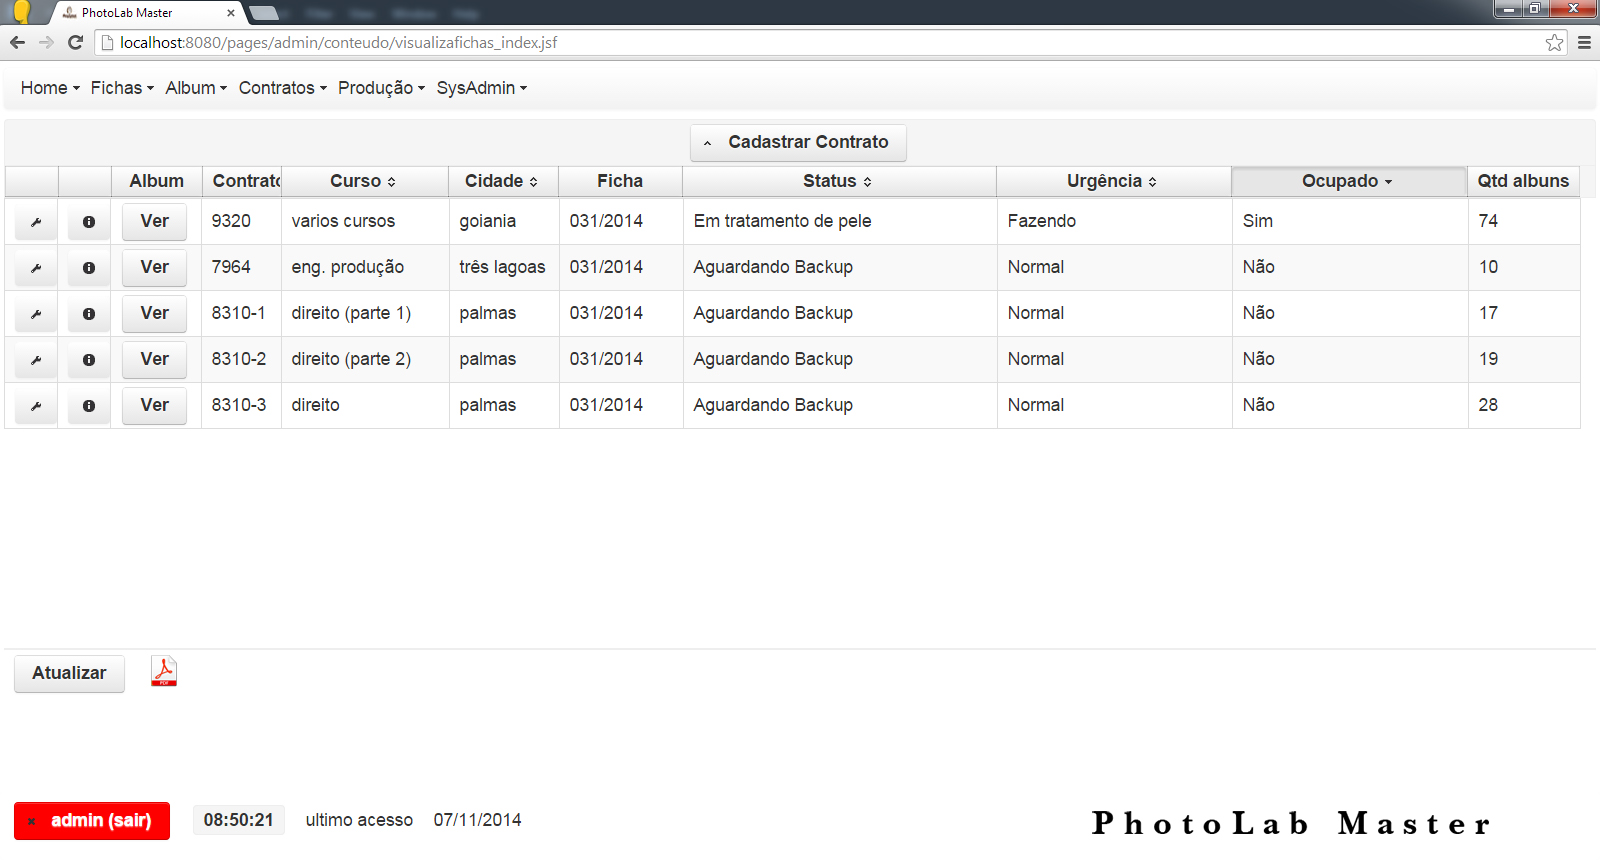 PhotoLab Master
localhost:8080/pages/admin/conteudo/visualizafichas_index.jsf
Home Fichas Album Contratos Produção SysAdmin
Cadastrar Contrato
Album Contrato Curso Cidade Ficha Status Urgência Ocupado Qtd albuns
Ver 9320 varios cursos goiania 031/2014 Em tratamento de pele Fazendo Sim 74
Ver 7964 eng. produção três lagoas 031/2014 Aguardando Backup Normal Não 10
Ver 8310-1 direito (parte 1) palmas 031/2014 Aguardando Backup Normal Não 17
Ver 8310-2 direito (parte 2) palmas 031/2014 Aguardando Backup Normal Não 19
Ver 8310-3 direito palmas 031/2014 Aguardando Backup Normal Não 28
Atualizar PDF
admin (sair) 08:50:21 ultimo acesso 07/11/2014 PhotoLab Master